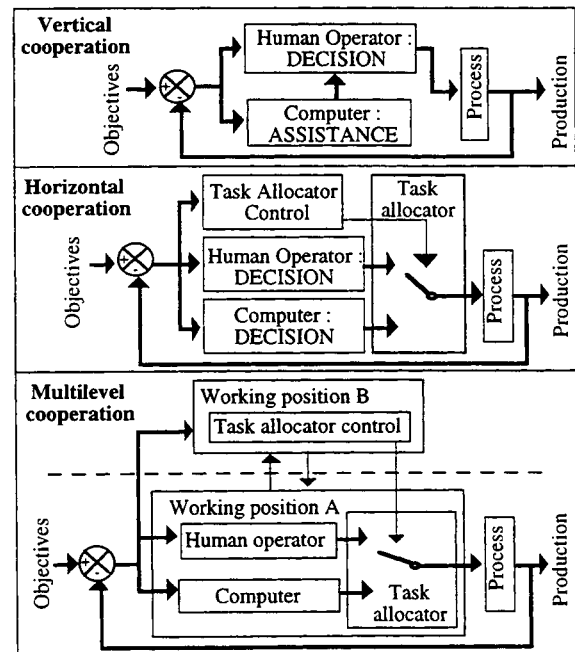 Vertical
cooperation
Human Operator :
DECISION
Computer :
ASSISTANCE
Objectives
+
-
Process
Production
Horizontal
cooperation
Task Allocator
Control
Task
allocator
Human Operator :
DECISION
Computer :
DECISION
Objectives
+
-
Process
Production
Multilevel
cooperation
Working position B
Task allocator control
Working position A
Human operator
Computer
Task
allocator
Objectives
+
-
Process
Production